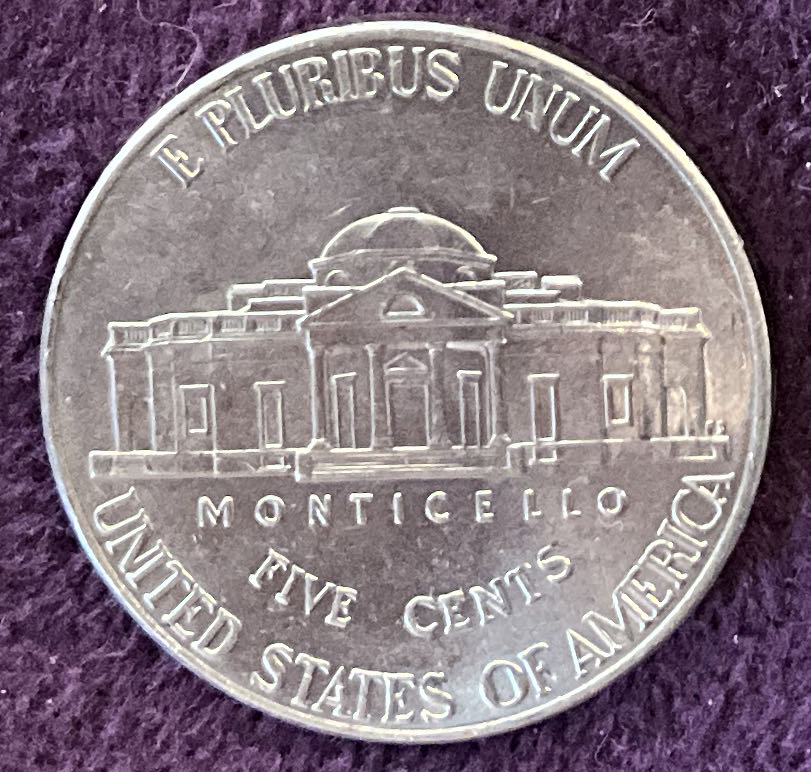 E PLURIBUS UNUM
MONTICELLO
FIVE CENTS
UNITED STATES OF AMERICA